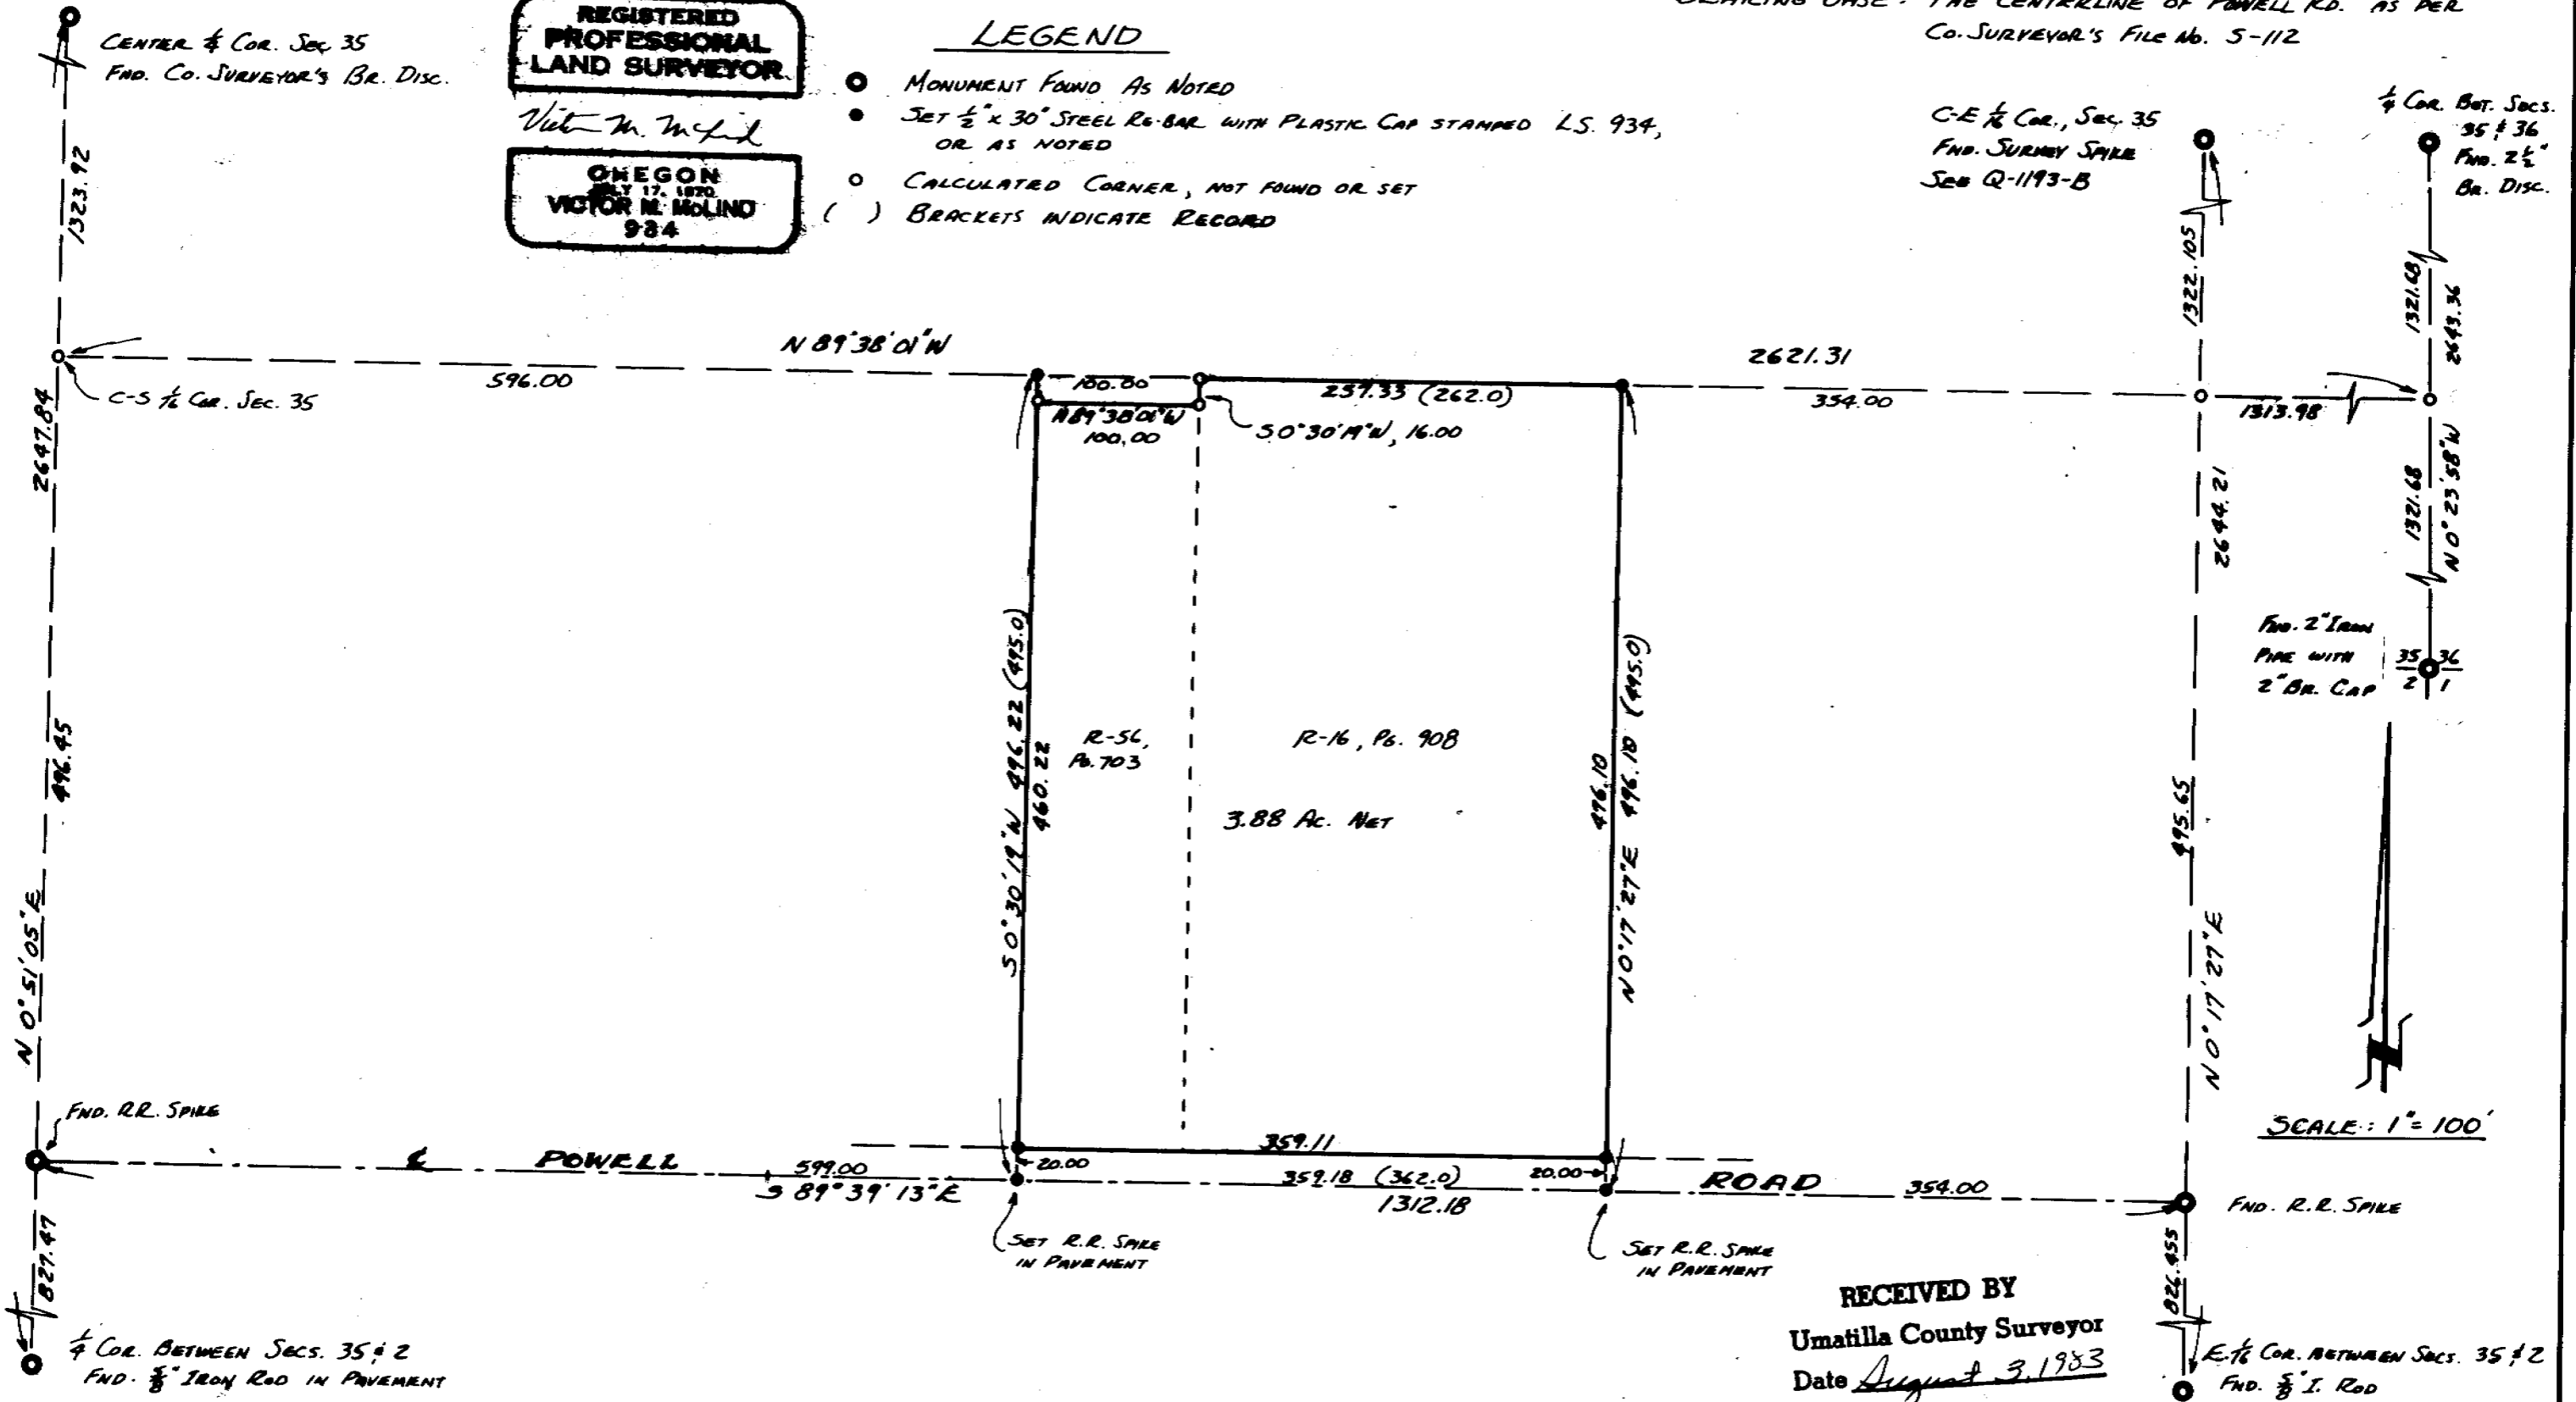 CENTER ¼ COR. SEC. 35
FND. CO. SURVEYOR'S BR. DISC.
REGISTERED
PROFESSIONAL
LAND SURVEYOR
OREGON
JULY 17, 1970
VICTOR M. MOLIND
934
LEGEND
MONUMENT FOUND AS NOTED
SET ½" x 30" STEEL RE-BAR WITH PLASTIC CAP STAMPED L.S. 934,
OR AS NOTED
CALCULATED CORNER, NOT FOUND OR SET
( ) BRACKETS INDICATE RECORD
THE CENTERLINE OF POWELL RD. AS PER
CO. SURVEYOR'S FILE NO. S-112
C-E 1/16 COR., SEC. 35
FND. SURVEY SPIKE
SEE Q-1193-B
¼ COR. BET. SECS.
35 & 36
FND. 2½"
BR. DISC.
1323.92
1322.105
1321.68
2643.36
N 89°38'01"W
2621.31
596.00
100.00
257.33 (262.0)
354.00
1313.98
C-S 1/16 COR. SEC. 35
N 89°38'01"W
100.00
S 0°30'19"W, 16.00
2647.84
2644.21
1321.68
N 0°23'58"W
496.45
S 0°30'19"W 496.22 (495.0)
460.22
R-56,
PG. 703
R-16, PG. 908
3.88 AC. NET
476.10
N 0°17'27"E 496.10 (495.0)
495.65
FND. 2" IRON
PIPE WITH
2" BR. CAP
35 36
2 1
N 0°51'05"E
N 0°17'27"E
SCALE: 1"=100'
FND. R.R. SPIKE
359.11
20.00
20.00
℄ POWELL ROAD
599.00
359.18 (362.0)
354.00
S 89°39'13"E
1312.18
FND. R.R. SPIKE
SET R.R. SPIKE
IN PAVEMENT
SET R.R. SPIKE
IN PAVEMENT
827.47
826.455
¼ COR. BETWEEN SECS. 35 & 2
FND. ⅝" IRON ROD IN PAVEMENT
RECEIVED BY
Umatilla County Surveyor
Date August 3, 1983
E 1/16 COR. BETWEEN SECS. 35 & 2
FND. ⅝" I. ROD